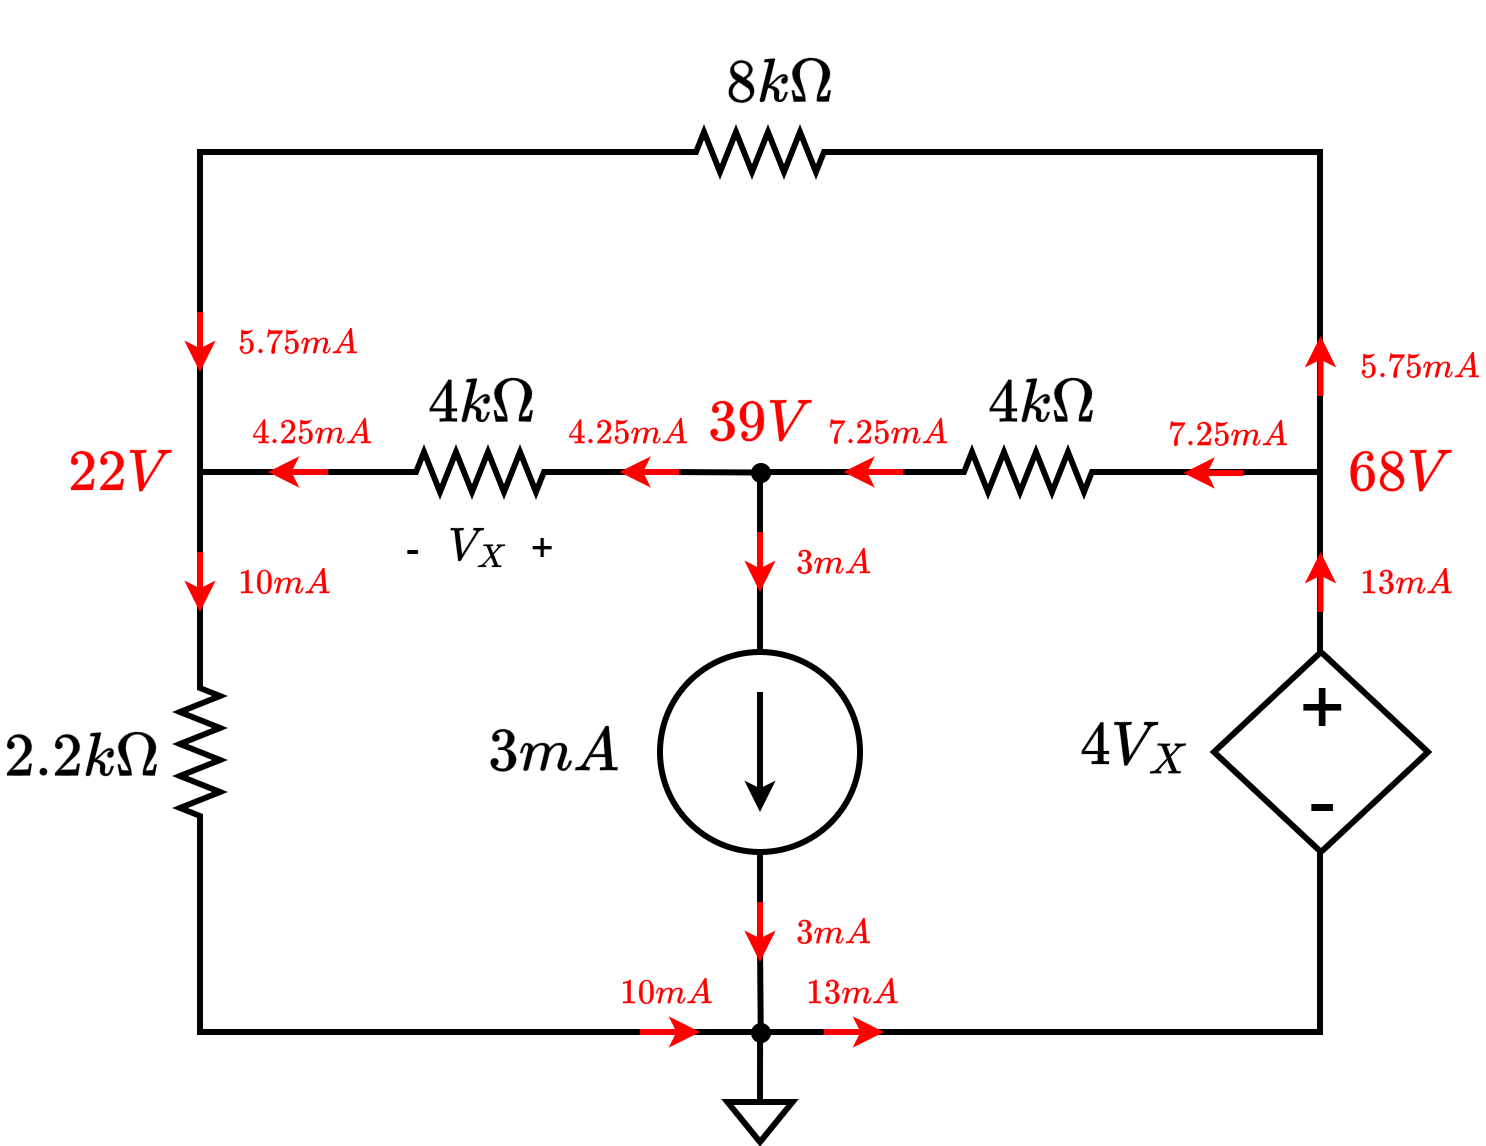 8kΩ
5.75mA
5.75mA
4kΩ
4kΩ
4.25mA
4.25mA
39V
7.25mA
7.25mA
22V
68V
- V_X +
3mA
10mA
13mA
2.2kΩ
3mA
4V_X
+
-
3mA
10mA
13mA